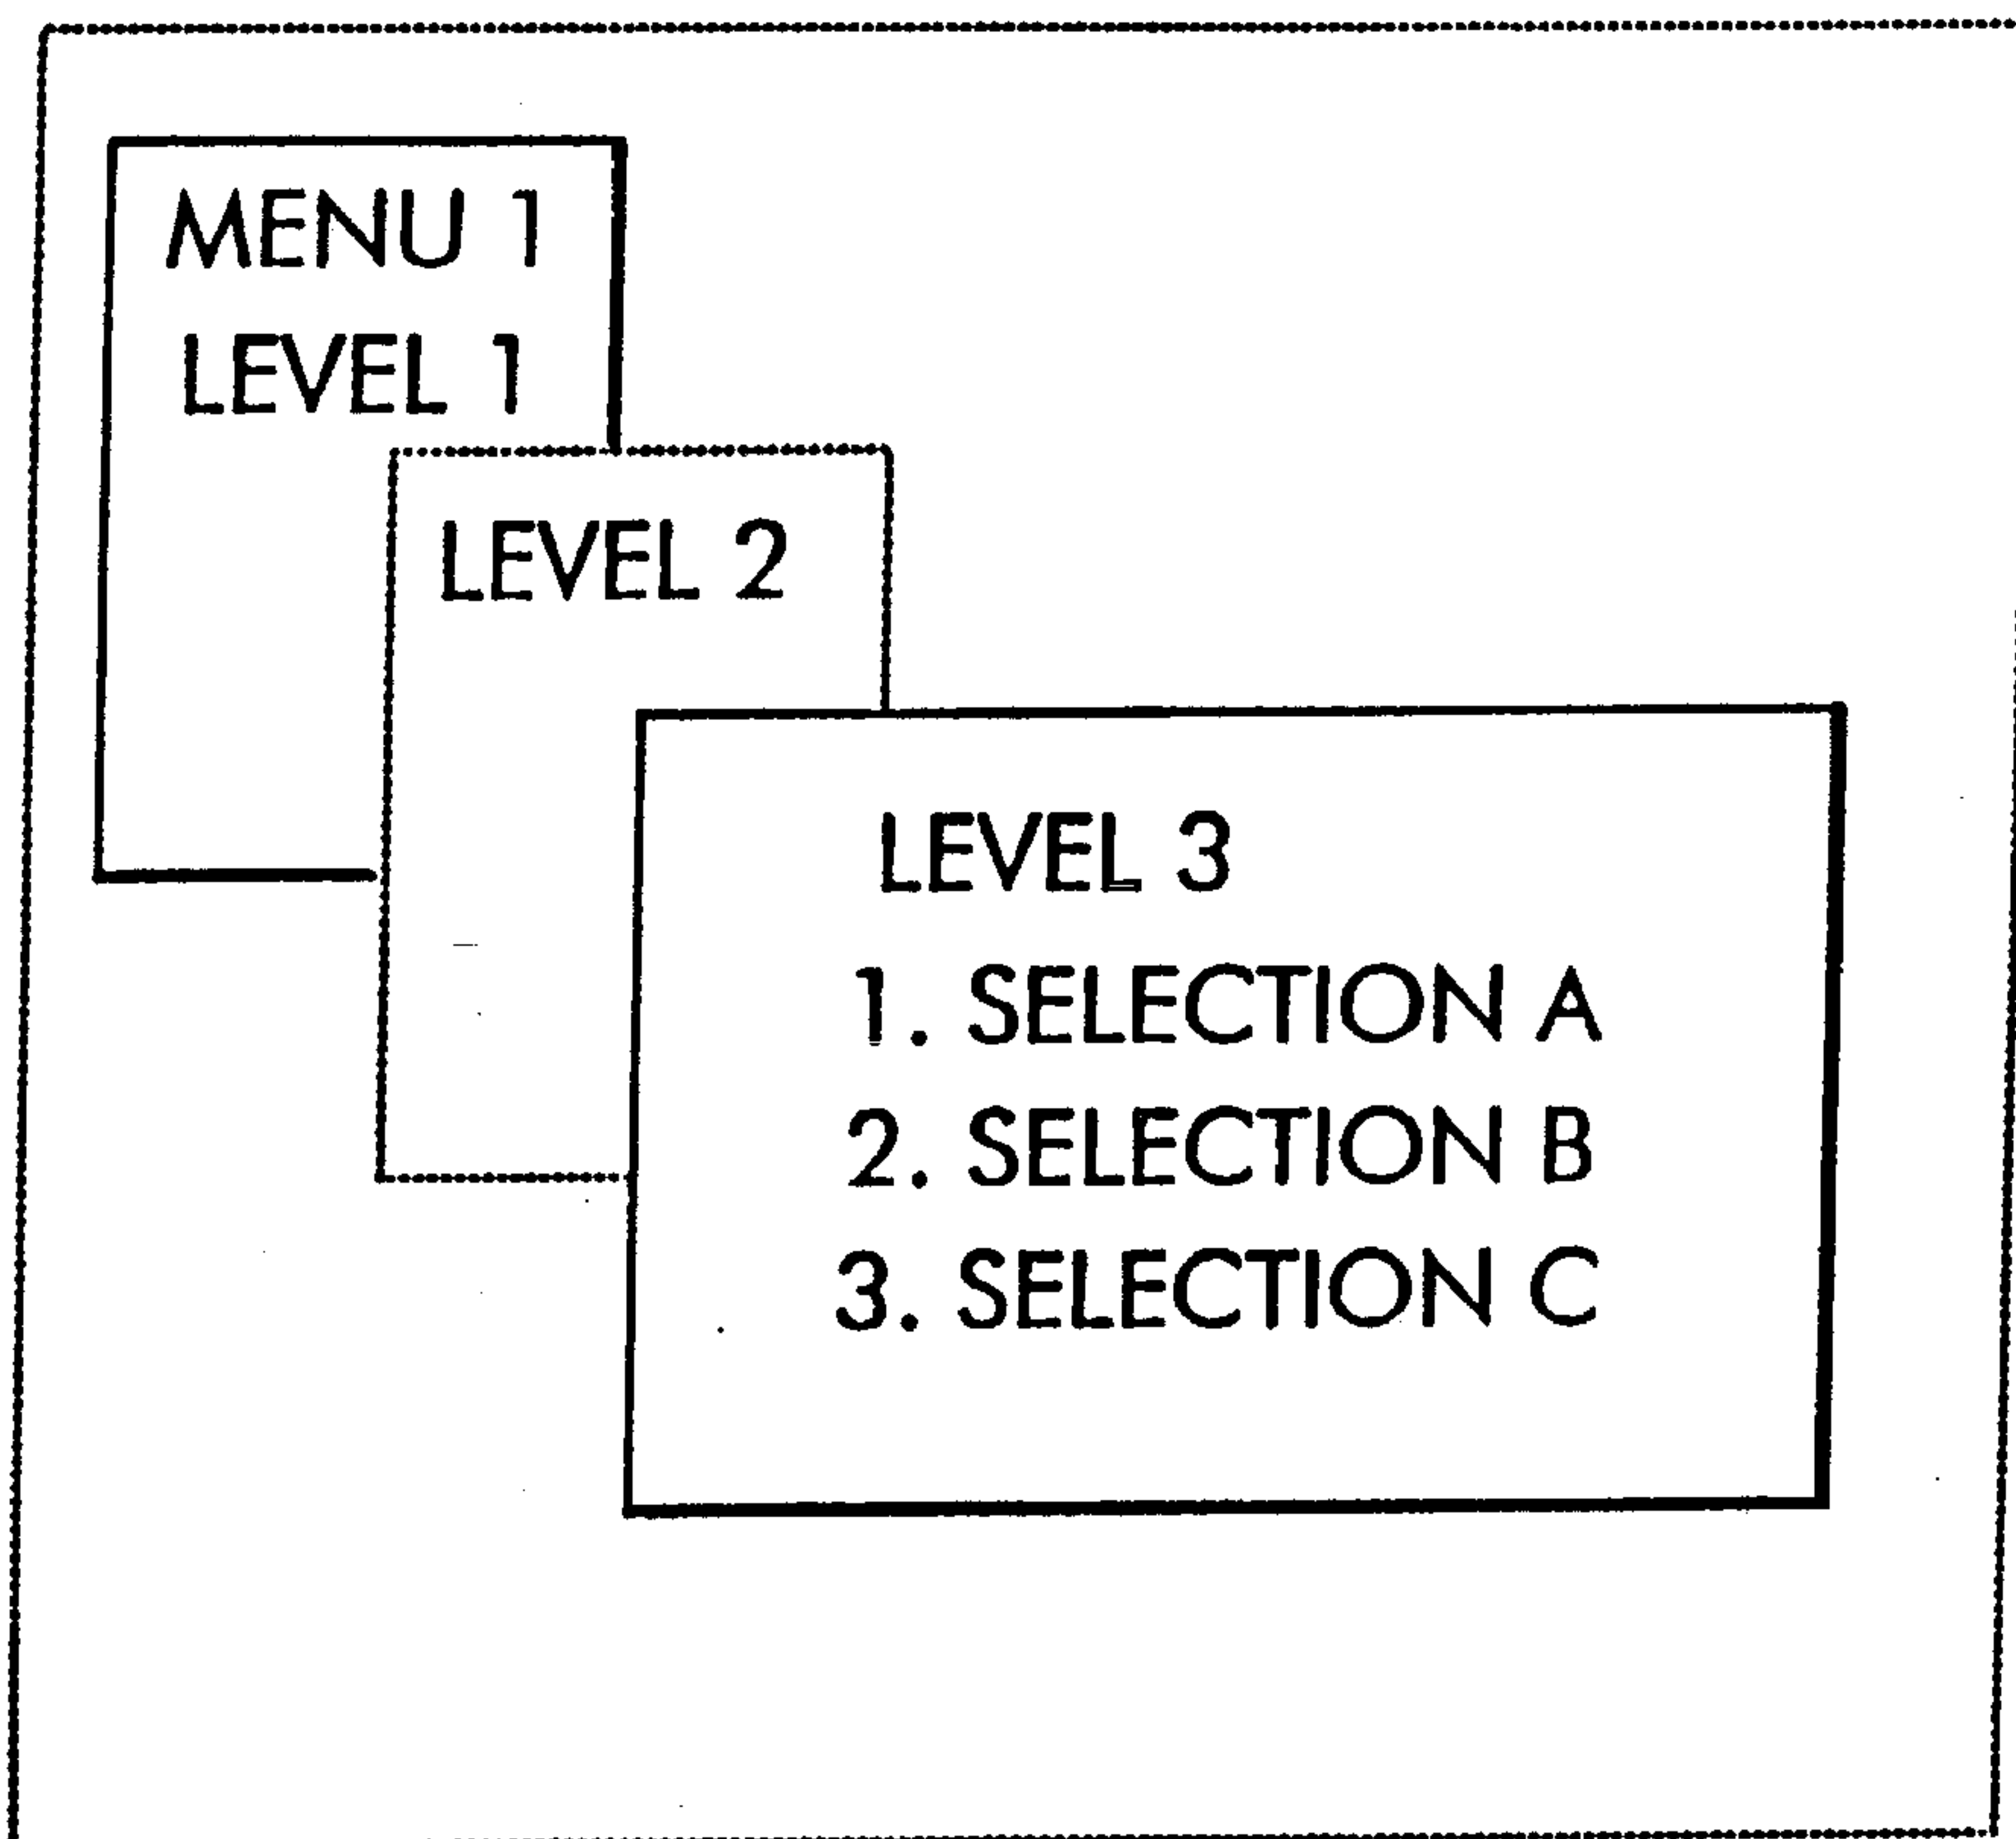 MENU 1
LEVEL 1
LEVEL 2
LEVEL 3
1. SELECTION A
2. SELECTION B
3. SELECTION C